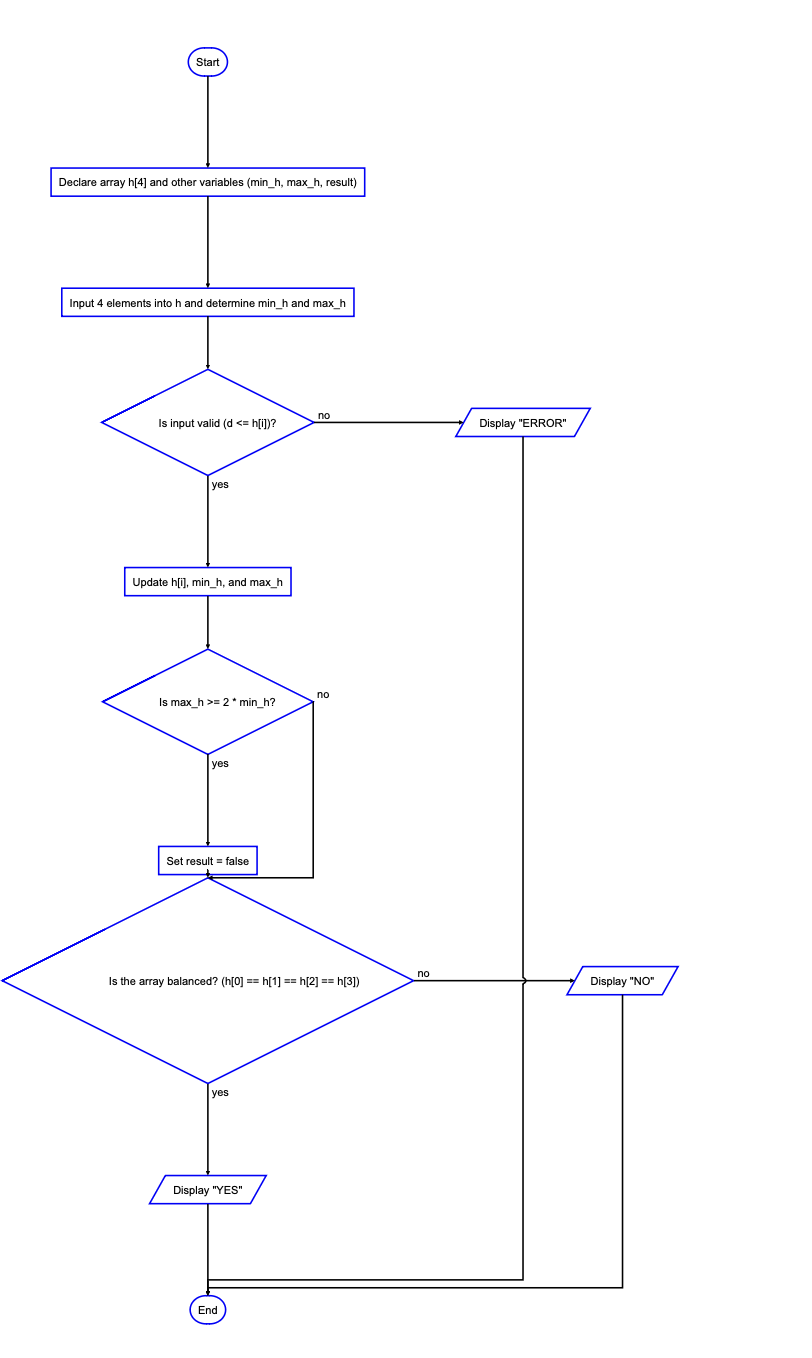 Start
Declare array h[4] and other variables (min_h, max_h, result)
Input 4 elements into h and determine min_h and max_h
Is input valid (d <= h[i])?
no
Display "ERROR"
yes
Update h[i], min_h, and max_h
Is max_h >= 2 * min_h?
no
yes
Set result = false
Is the array balanced? (h[0] == h[1] == h[2] == h[3])
no
Display "NO"
yes
Display "YES"
End